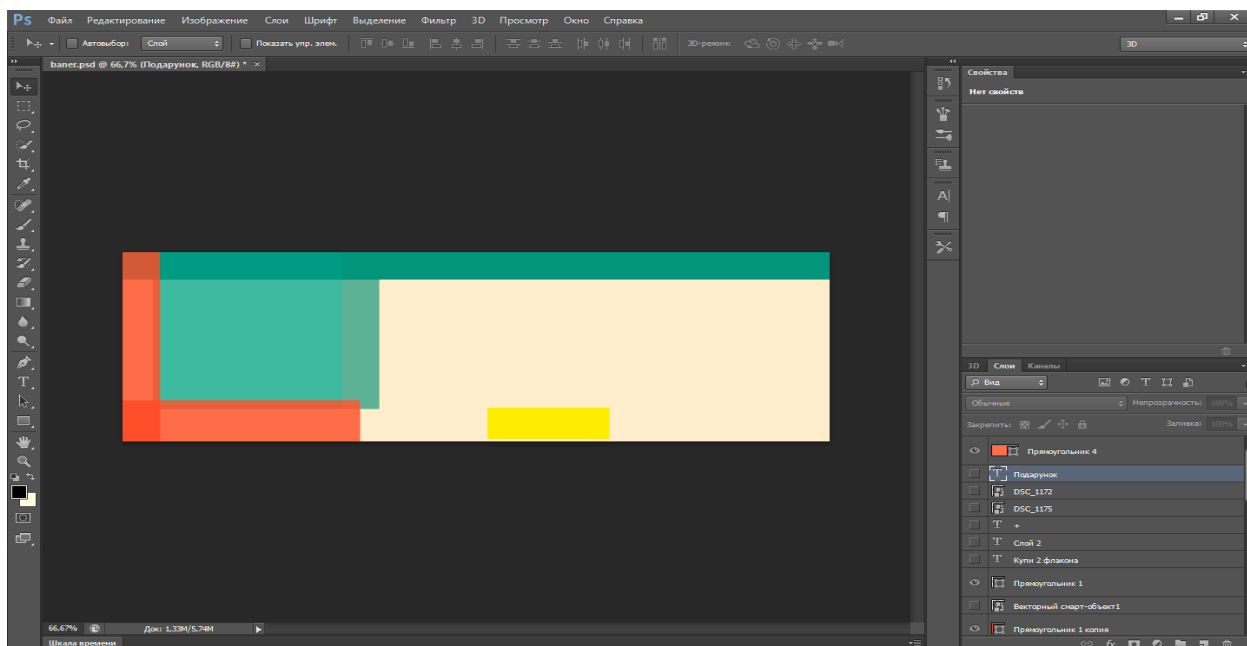 Ps Файл Редактирование Изображение Слои Шрифт Выделение Фильтр 3D Просмотр Окно Справка
Автовыбор: Слой Показать упр. элем. 3D-режим: 3D
baner.psd @ 66,7% (Подарунок, RGB/8#) * ×
Свойства
Нет свойств
3D Слои Каналы
Вид
Обычные Непрозрачность: 100%
Закрепить: Заливка: 100%
Прямоугольник 4
Подарунок
DSC_1172
DSC_1175
+
Слой 2
Купи 2 флакона
Прямоугольник 1
Векторный смарт-объект1
Прямоугольник 1 копия
66,67% Док: 1,33M/5,74M
Шкала времени